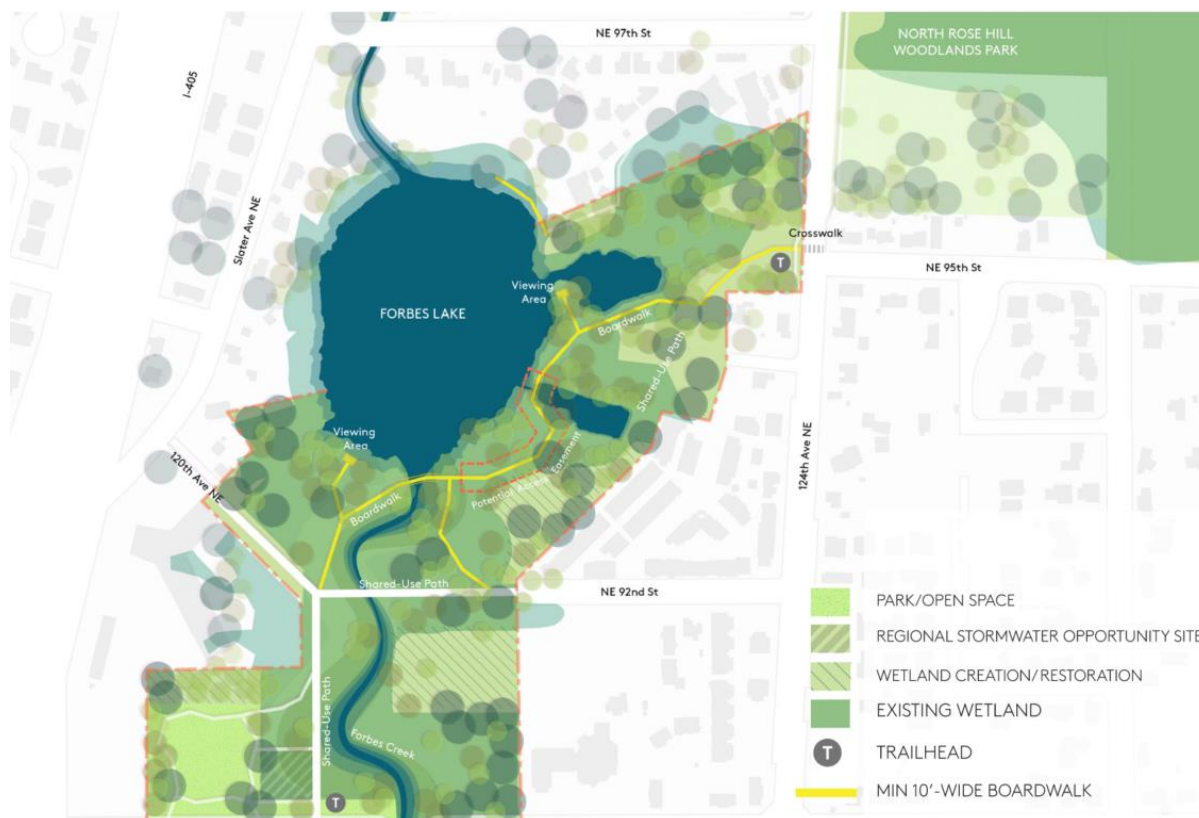 NE 97th St
NORTH ROSE HILL
WOODLANDS PARK
I-405
Slater Ave NE
Crosswalk
T
NE 95th St
Viewing
Area
FORBES LAKE
Boardwalk
Shared-Use Path
Viewing
Area
120th Ave NE
124th Ave NE
Potential Access Easement
Boardwalk
Shared-Use Path
NE 92nd St
Shared-Use Path
Forbes Creek
T
PARK/OPEN SPACE
REGIONAL STORMWATER OPPORTUNITY SITE
WETLAND CREATION/RESTORATION
EXISTING WETLAND
T
TRAILHEAD
MIN 10'-WIDE BOARDWALK